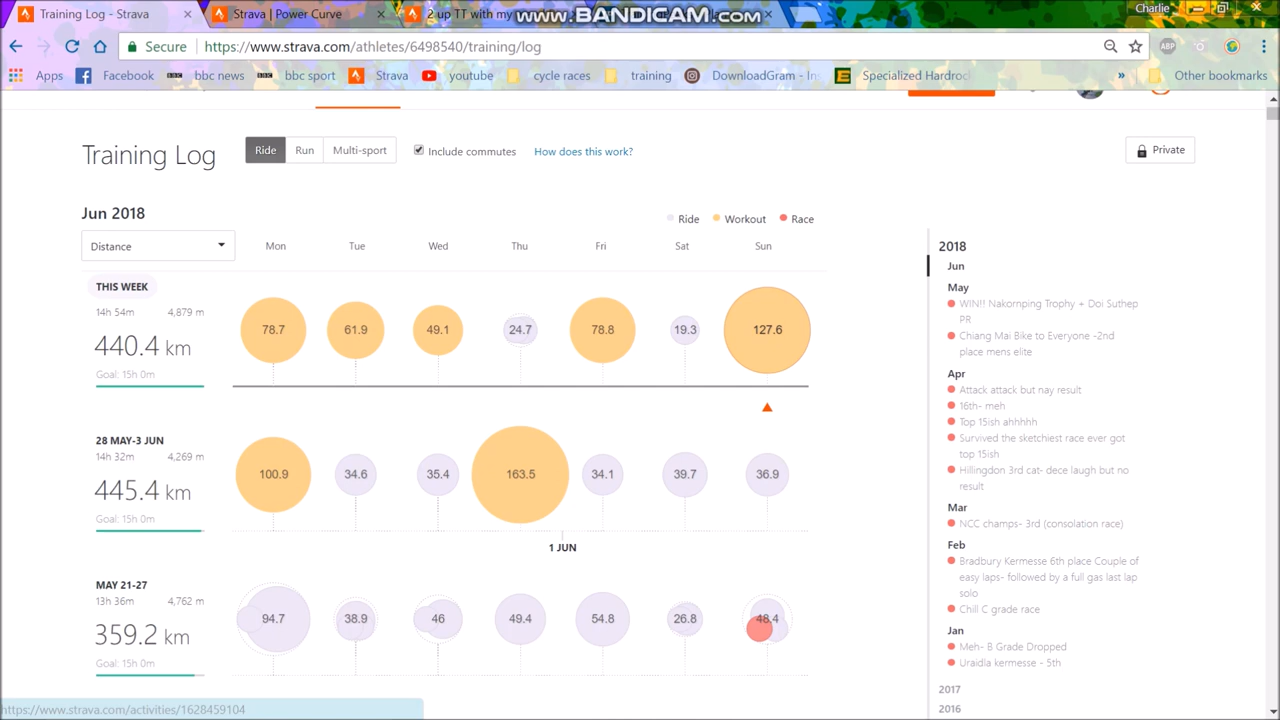 Training Log - Strava ×
Strava | Power Curve ×
2 up TT with my
×
www.BANDICAM.com
Charlie
Secure
https://www.strava.com/athletes/6498540/training/log
ABP
Apps
Facebook
bbc news
bbc sport
Strava
youtube
cycle races
training
DownloadGram - In
Specialized Hardrock
»
Other bookmarks
Training Log
Ride
Run
Multi-sport
Include commutes
How does this work?
Private
Jun 2018
Ride
Workout
Race
Distance
Mon
Tue
Wed
Thu
Fri
Sat
Sun
THIS WEEK
14h 54m 4,879 m
440.4 km
Goal: 15h 0m
78.7
61.9
49.1
24.7
78.8
19.3
127.6
28 MAY-3 JUN
14h 32m 4,269 m
445.4 km
Goal: 15h 0m
100.9
34.6
35.4
163.5
34.1
39.7
36.9
1 JUN
MAY 21-27
13h 36m 4,762 m
359.2 km
Goal: 15h 0m
94.7
38.9
46
49.4
54.8
26.8
48.4
2018
Jun
May
WIN!! Nakornping Trophy + Doi Suthep
PR
Chiang Mai Bike to Everyone -2nd
place mens elite
Apr
Attack attack but nay result
16th- meh
Top 15ish ahhhhh
Survived the sketchiest race ever got
top 15ish
Hillingdon 3rd cat- dece laugh but no
result
Mar
NCC champs- 3rd (consolation race)
Feb
Bradbury Kermesse 6th place Couple of
easy laps- followed by a full gas last lap
solo
Chill C grade race
Jan
Meh- B Grade Dropped
Uraidla kermesse - 5th
2017
2016
https://www.strava.com/activities/1628459104